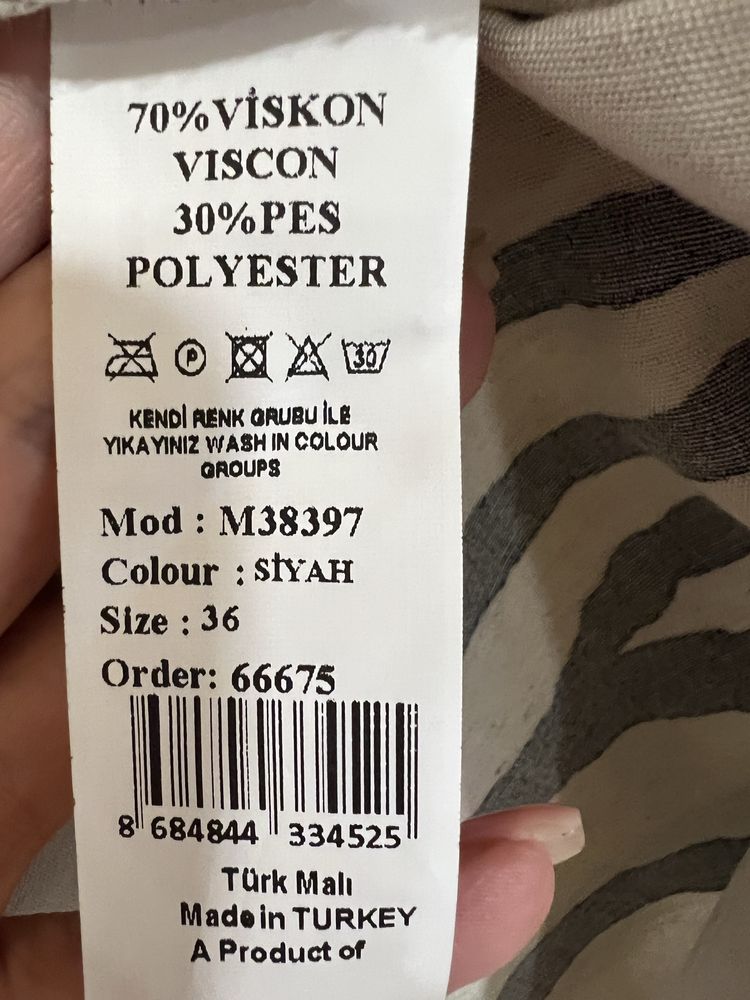 70%VİSKON
VISCON
30%PES
POLYESTER
P 30
KENDİ RENK GRUBU İLE
YIKAYINIZ WASH IN COLOUR
GROUPS
Mod : M38397
Colour : SİYAH
Size : 36
Order: 66675
8 684844 334525
Türk Malı
Made in TURKEY
A Product of